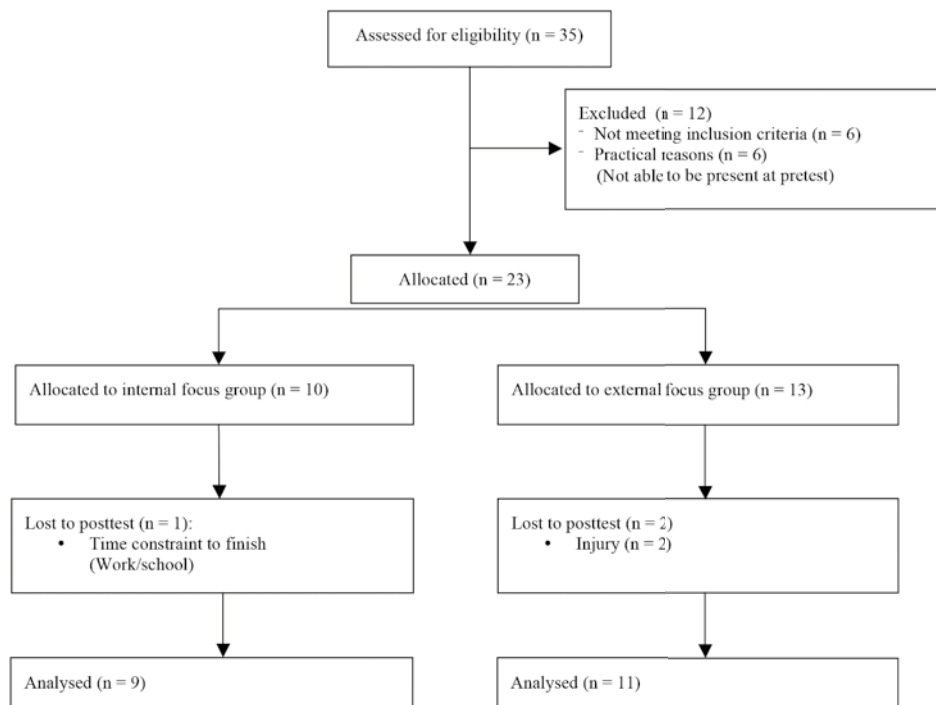 Assessed for eligibility (n = 35)
Excluded (n = 12)
- Not meeting inclusion criteria (n = 6)
- Practical reasons (n = 6)
(Not able to be present at pretest)
Allocated (n = 23)
Allocated to internal focus group (n = 10)
Allocated to external focus group (n = 13)
Lost to posttest (n = 1):
• Time constraint to finish
(Work/school)
Lost to posttest (n = 2)
• Injury (n = 2)
Analysed (n = 9)
Analysed (n = 11)